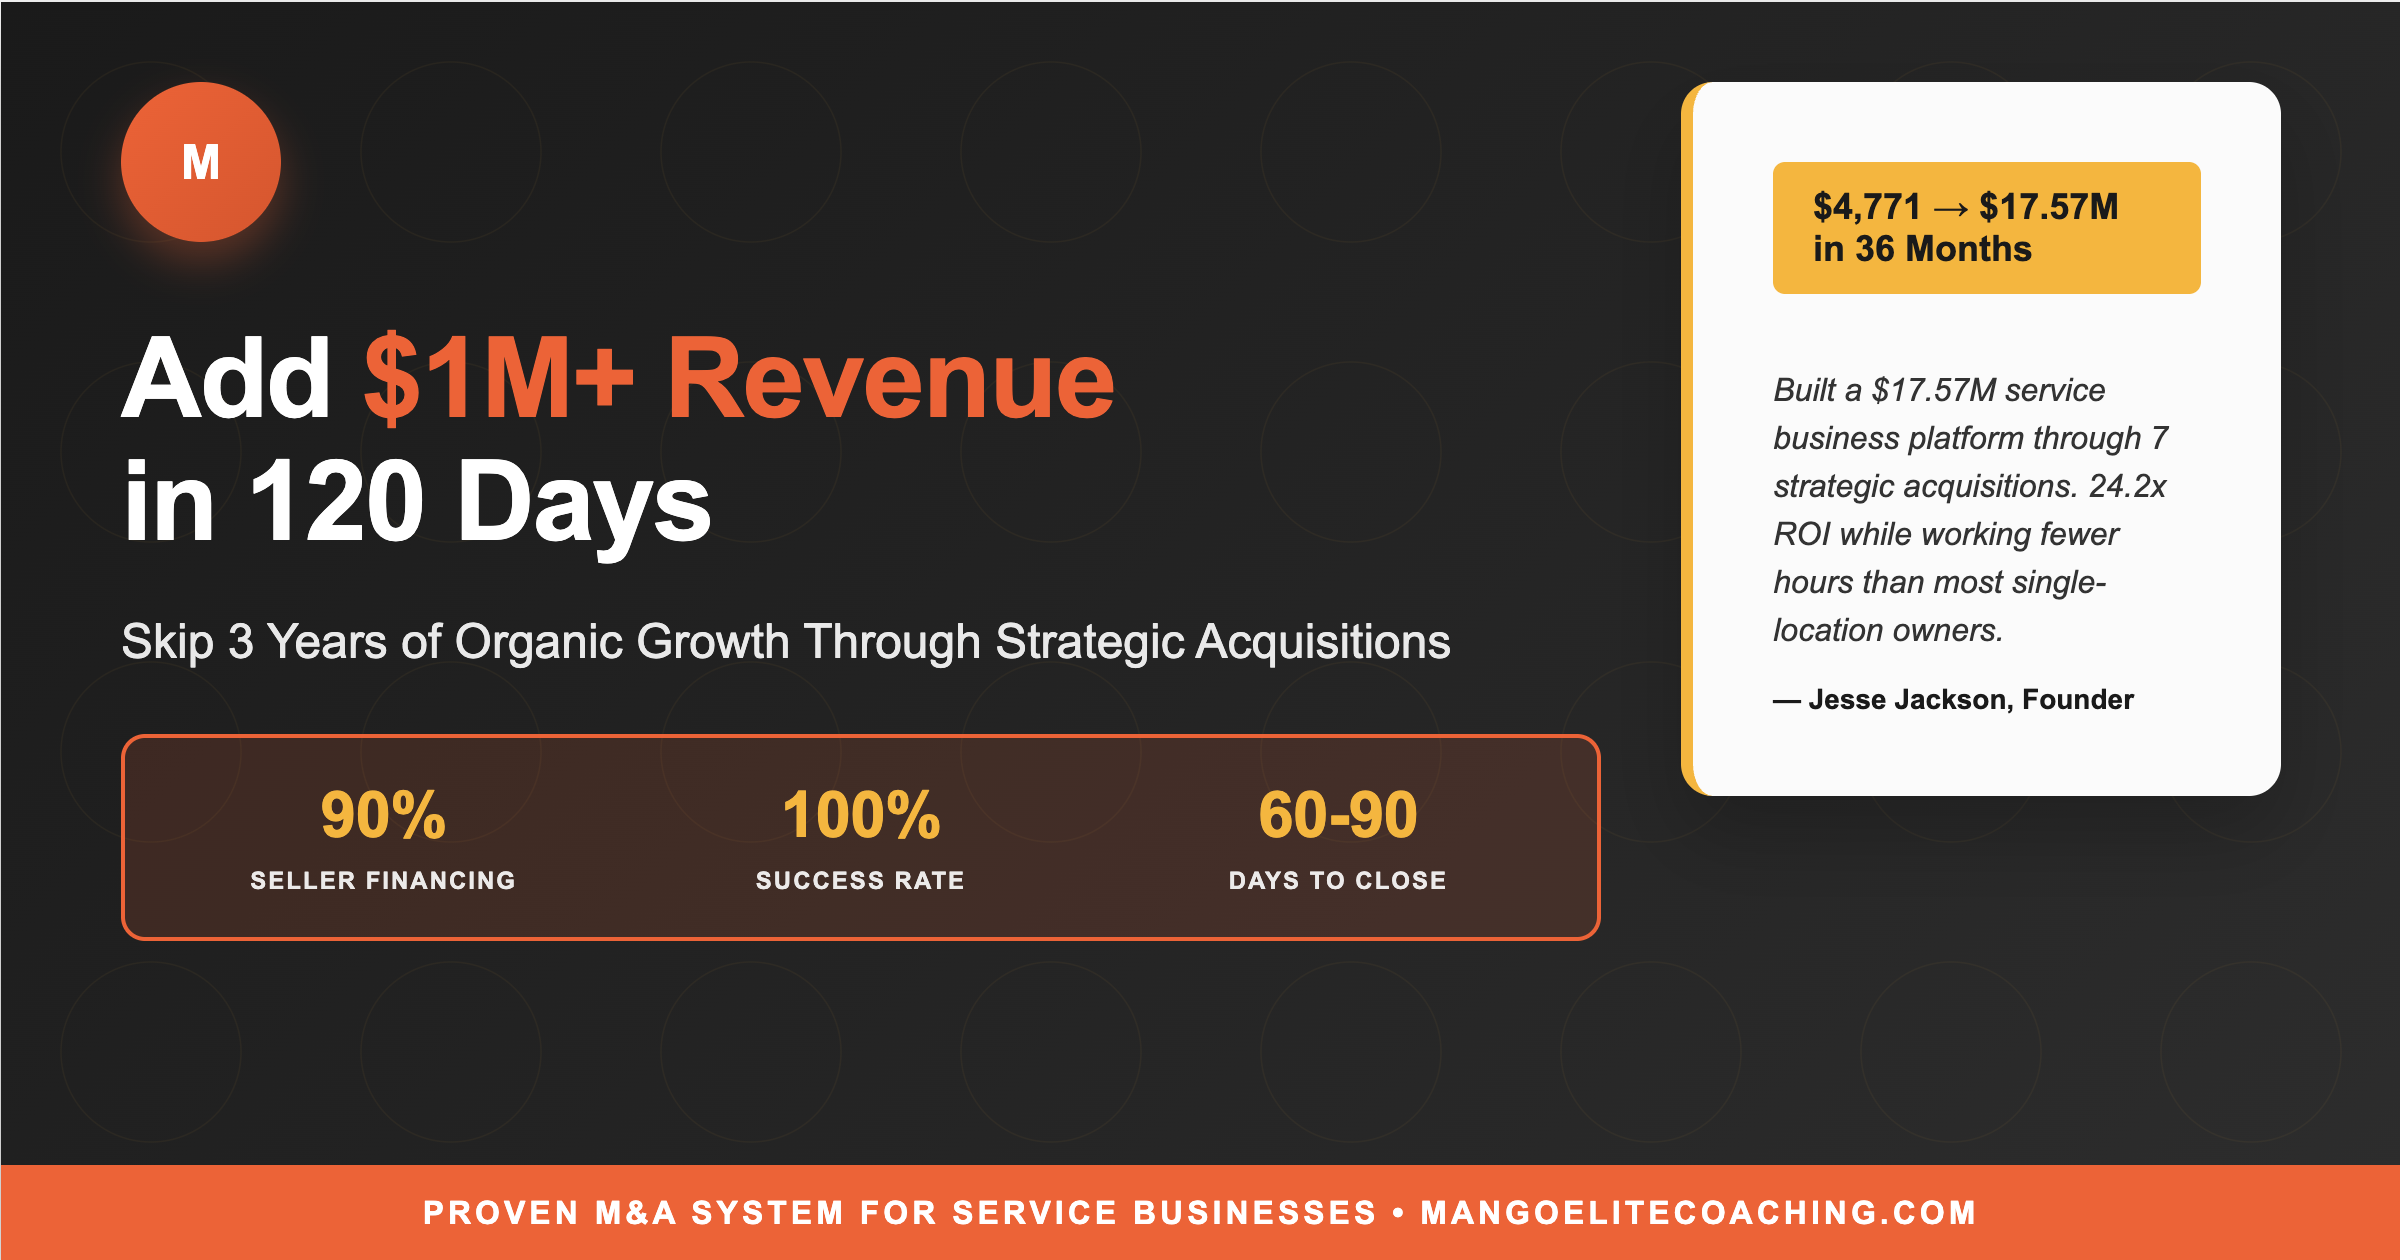 M
Add $1M+ Revenue
in 120 Days
Skip 3 Years of Organic Growth Through Strategic Acquisitions
90%
SELLER FINANCING
100%
SUCCESS RATE
60-90
DAYS TO CLOSE
$4,771 → $17.57M
in 36 Months
Built a $17.57M service
business platform through 7
strategic acquisitions. 24.2x
ROI while working fewer
hours than most single-
location owners.
— Jesse Jackson, Founder
PROVEN M&A SYSTEM FOR SERVICE BUSINESSES • MANGOELITECOACHING.COM